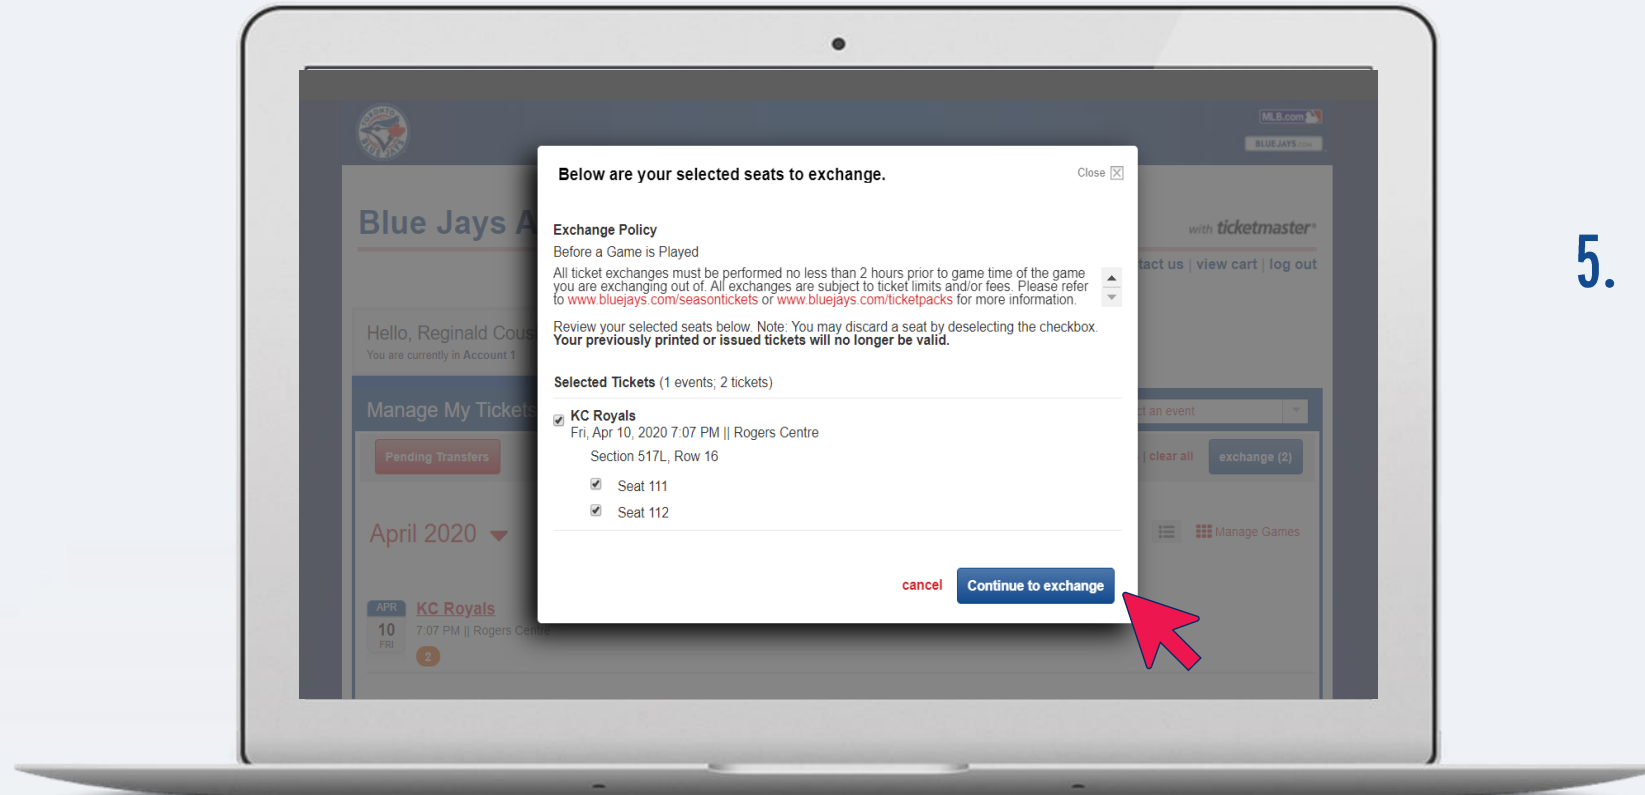 TORONTO
BLUE JAYS
MLB.com
BLUEJAYS.com
Below are your selected seats to exchange.
Close
Blue Jays A
with ticketmaster®
Exchange Policy
Before a Game is Played
tact us | view cart | log out
All ticket exchanges must be performed no less than 2 hours prior to game time of the game
you are exchanging out of. All exchanges are subject to ticket limits and/or fees. Please refer
to www.bluejays.com/seasontickets or www.bluejays.com/ticketpacks for more information.
5.
Hello, Reginald Cous
You are currently in Account 1
Review your selected seats below. Note: You may discard a seat by deselecting the checkbox.
Your previously printed or issued tickets will no longer be valid.
Selected Tickets (1 events; 2 tickets)
Manage My Tickets
ct an event
KC Royals
Fri, Apr 10, 2020 7:07 PM || Rogers Centre
Section 517L, Row 16
Pending Transfers
| clear all
exchange (2)
Seat 111
Seat 112
April 2020
Manage Games
cancel
Continue to exchange
APR
10
FRI
KC Royals
7:07 PM || Rogers Centre
2